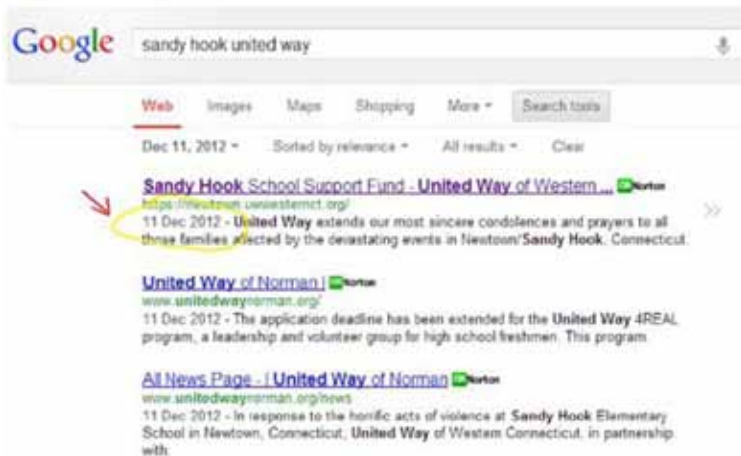 Google sandy hook united way
Web Images Maps Shopping More Search tools
Dec 11, 2012 Sorted by relevance All results Clear
Sandy Hook School Support Fund - United Way of Western ... Norton
https://newtown.uwwesternct.org/
11 Dec 2012 - United Way extends our most sincere condolences and prayers to all
those families affected by the devastating events in Newtown/Sandy Hook, Connecticut.
United Way of Norman | Norton
www.unitedwaynorman.org/
11 Dec 2012 - The application deadline has been extended for the United Way 4REAL
program, a leadership and volunteer group for high school freshmen. This program
All News Page - | United Way of Norman Norton
www.unitedwaynorman.org/news
11 Dec 2012 - In response to the horrific acts of violence at Sandy Hook Elementary
School in Newtown, Connecticut, United Way of Western Connecticut, in partnership
with